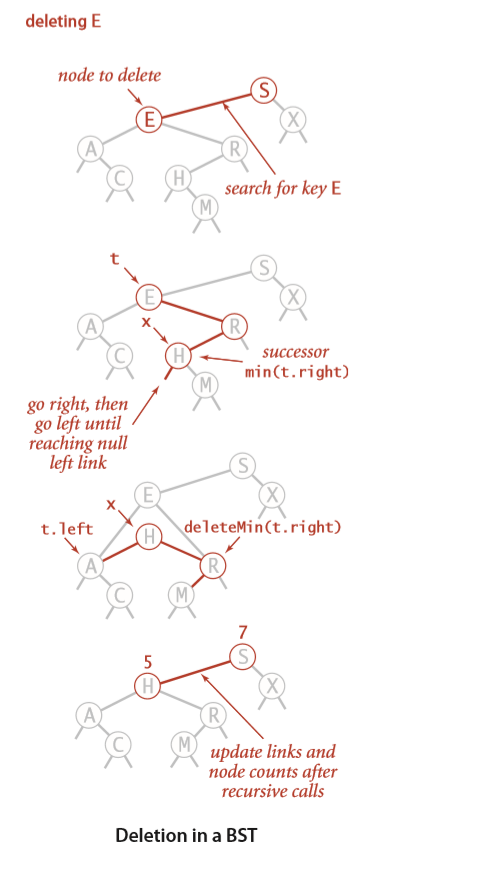 deleting E
node to delete
S
E
X
A
R
C
H
search for key E
M
t
S
E
X
x
A
R
C
H
successor
min(t.right)
M
go right, then
go left until
reaching null
left link
S
E
X
x
t.left
H
deleteMin(t.right)
A
R
C
M
7
5
S
H
X
A
R
C
M
update links and
node counts after
recursive calls
Deletion in a BST